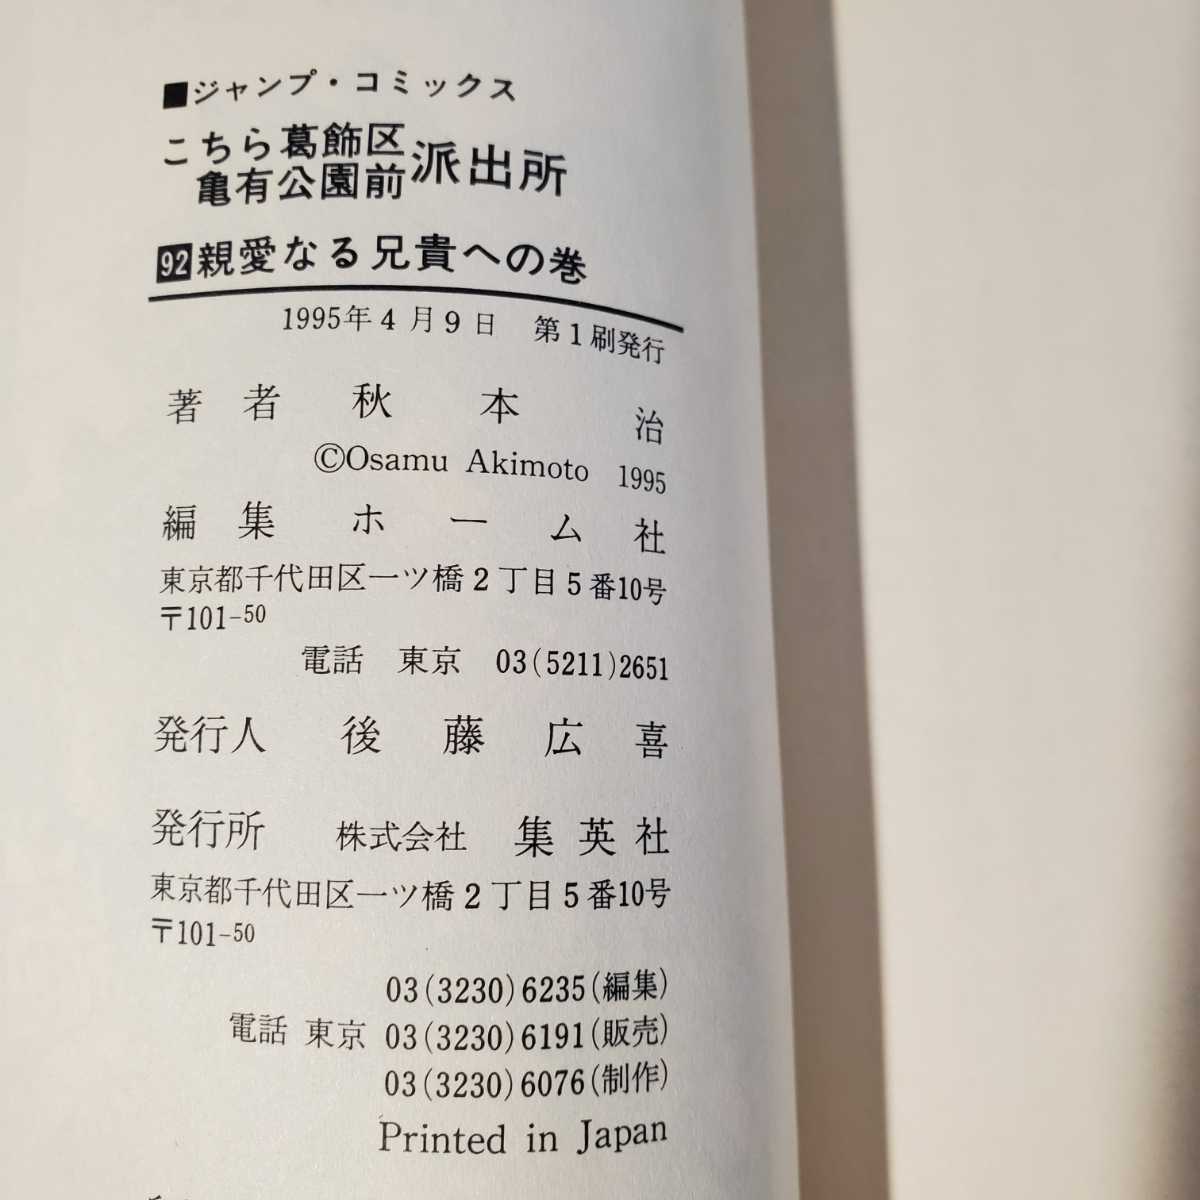 ■ジャンプ・コミックス
こちら葛飾区
亀有公園前派出所
92親愛なる兄貴への巻
1995年4月9日 第1刷発行
著者 秋本治
©Osamu Akimoto 1995
編集 ホーム社
東京都千代田区一ツ橋2丁目5番10号
〒101-50
電話 東京 03(5211)2651
発行人 後藤広喜
発行所 株式会社 集英社
東京都千代田区一ツ橋2丁目5番10号
〒101-50
03(3230)6235(編集)
電話 東京 03(3230)6191(販売)
03(3230)6076(制作)
Printed in Japan